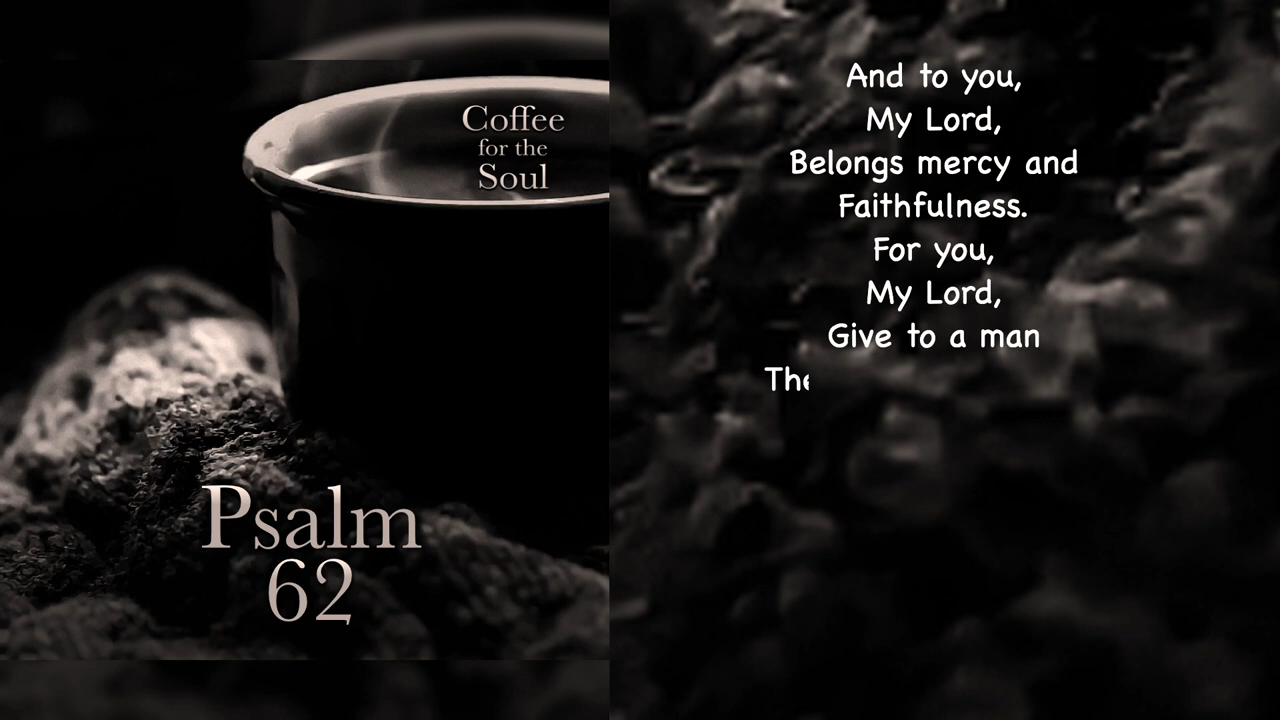 Coffee
for the
Soul
Psalm
62
And to you,
My Lord,
Belongs mercy and
Faithfulness.
For you,
My Lord,
Give to a man
The